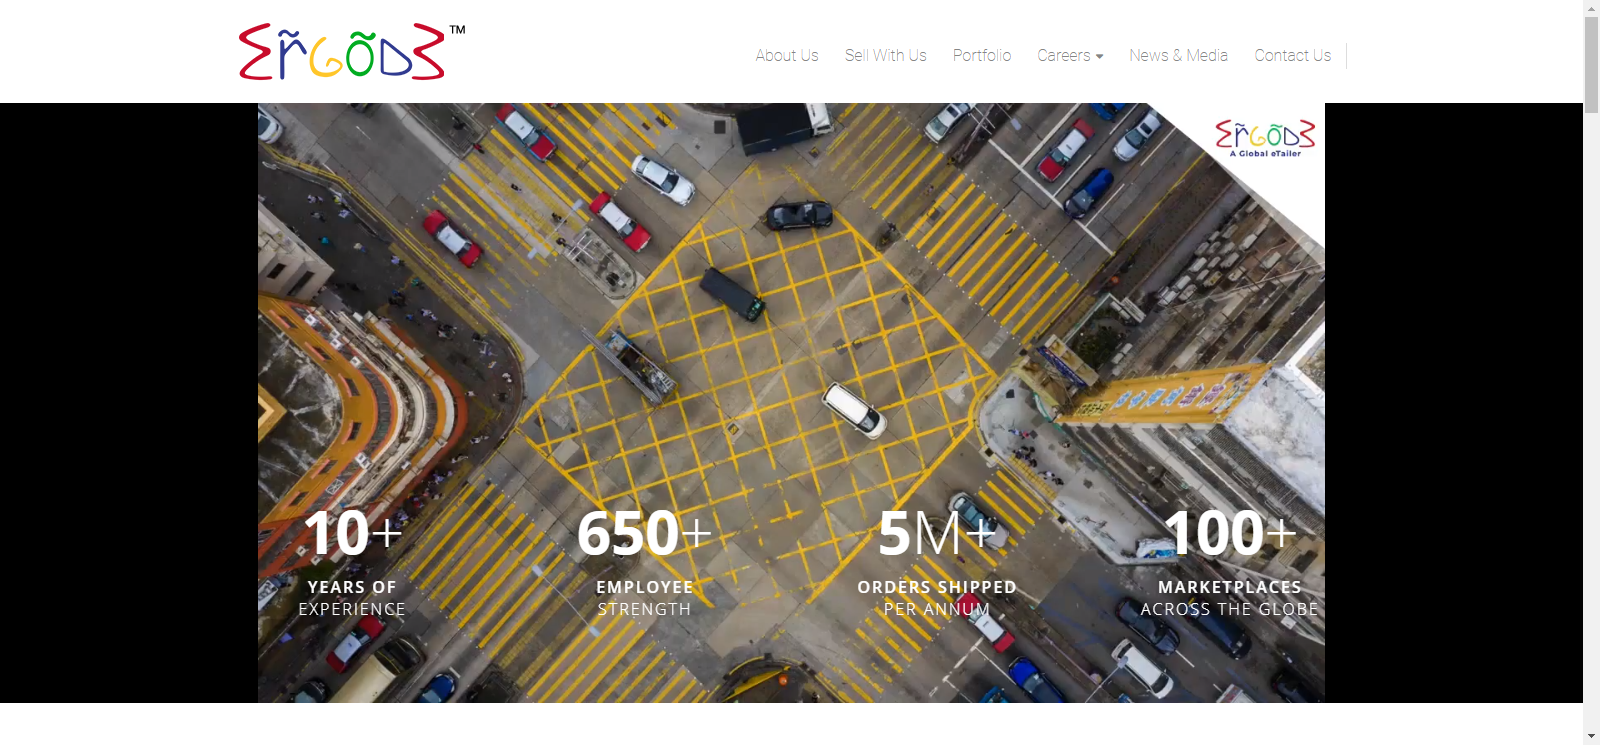 ErgodE™
About Us
Sell With Us
Portfolio
Careers
News & Media
Contact Us
ErgodE
A Global eTailer
10+
YEARS OF
EXPERIENCE
650+
EMPLOYEE
STRENGTH
5M+
ORDERS SHIPPED
PER ANNUM
100+
MARKETPLACES
ACROSS THE GLOBE